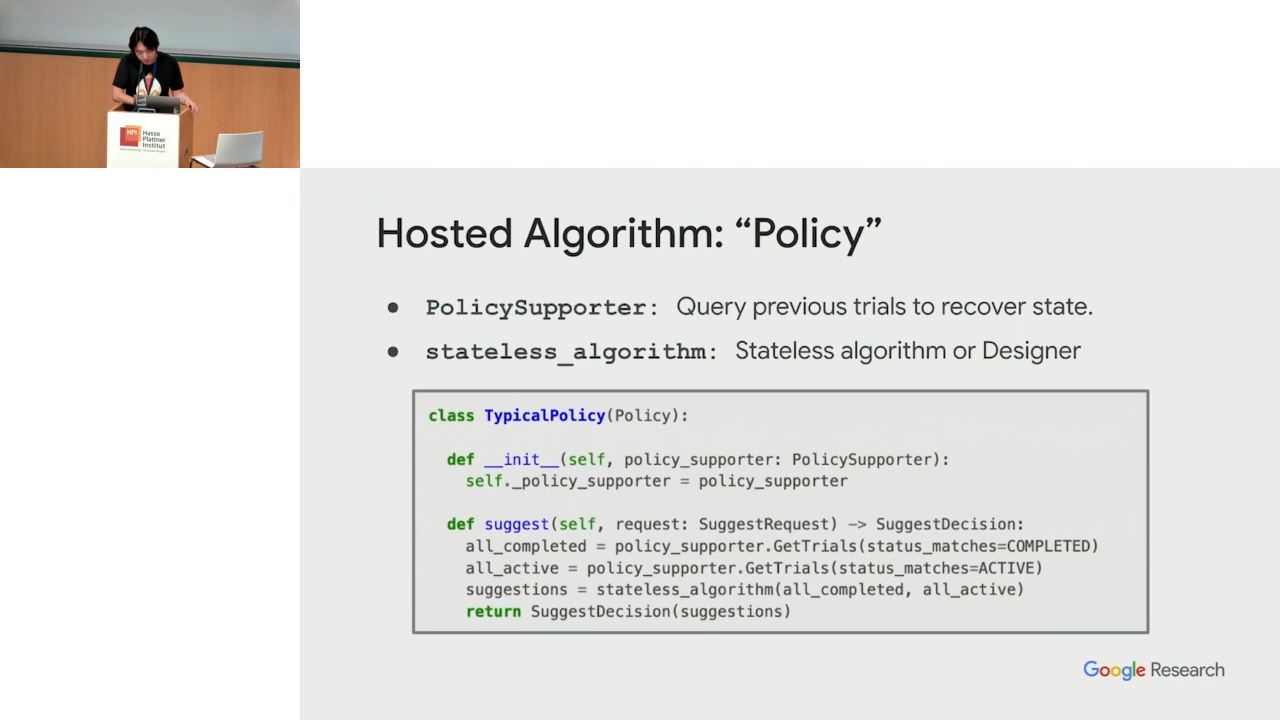 HPI Hasso
Plattner
Institut
Hosted Algorithm: “Policy”
● PolicySupporter: Query previous trials to recover state.
● stateless_algorithm: Stateless algorithm or Designer
class TypicalPolicy(Policy):
def __init__(self, policy_supporter: PolicySupporter):
self._policy_supporter = policy_supporter
def suggest(self, request: SuggestRequest) -> SuggestDecision:
all_completed = policy_supporter.GetTrials(status_matches=COMPLETED)
all_active = policy_supporter.GetTrials(status_matches=ACTIVE)
suggestions = stateless_algorithm(all_completed, all_active)
return SuggestDecision(suggestions)
Google Research